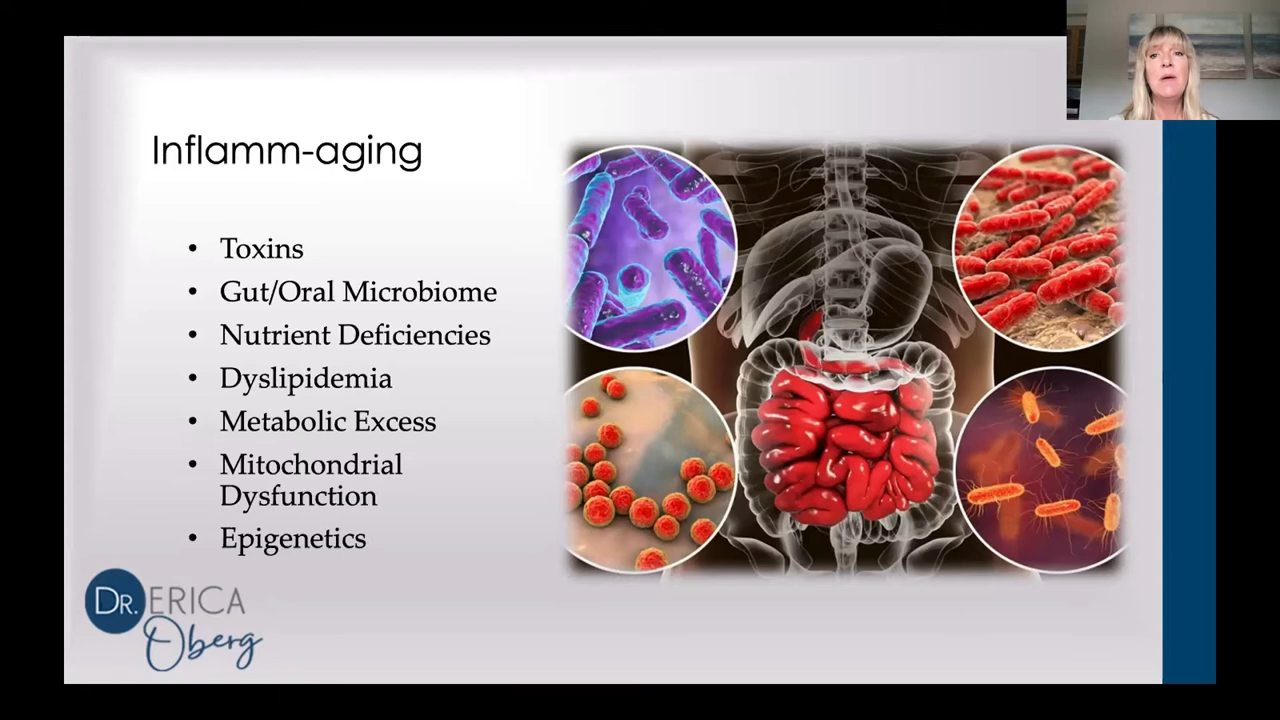 Inflamm-aging
• Toxins
• Gut/Oral Microbiome
• Nutrient Deficiencies
• Dyslipidemia
• Metabolic Excess
• Mitochondrial
Dysfunction
• Epigenetics
DR. ERICA
Oberg